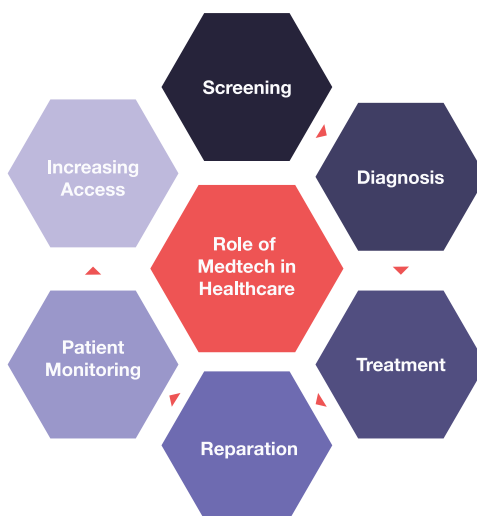 Screening
Diagnosis
Treatment
Reparation
Patient
Monitoring
Increasing
Access
Role of
Medtech in
Healthcare